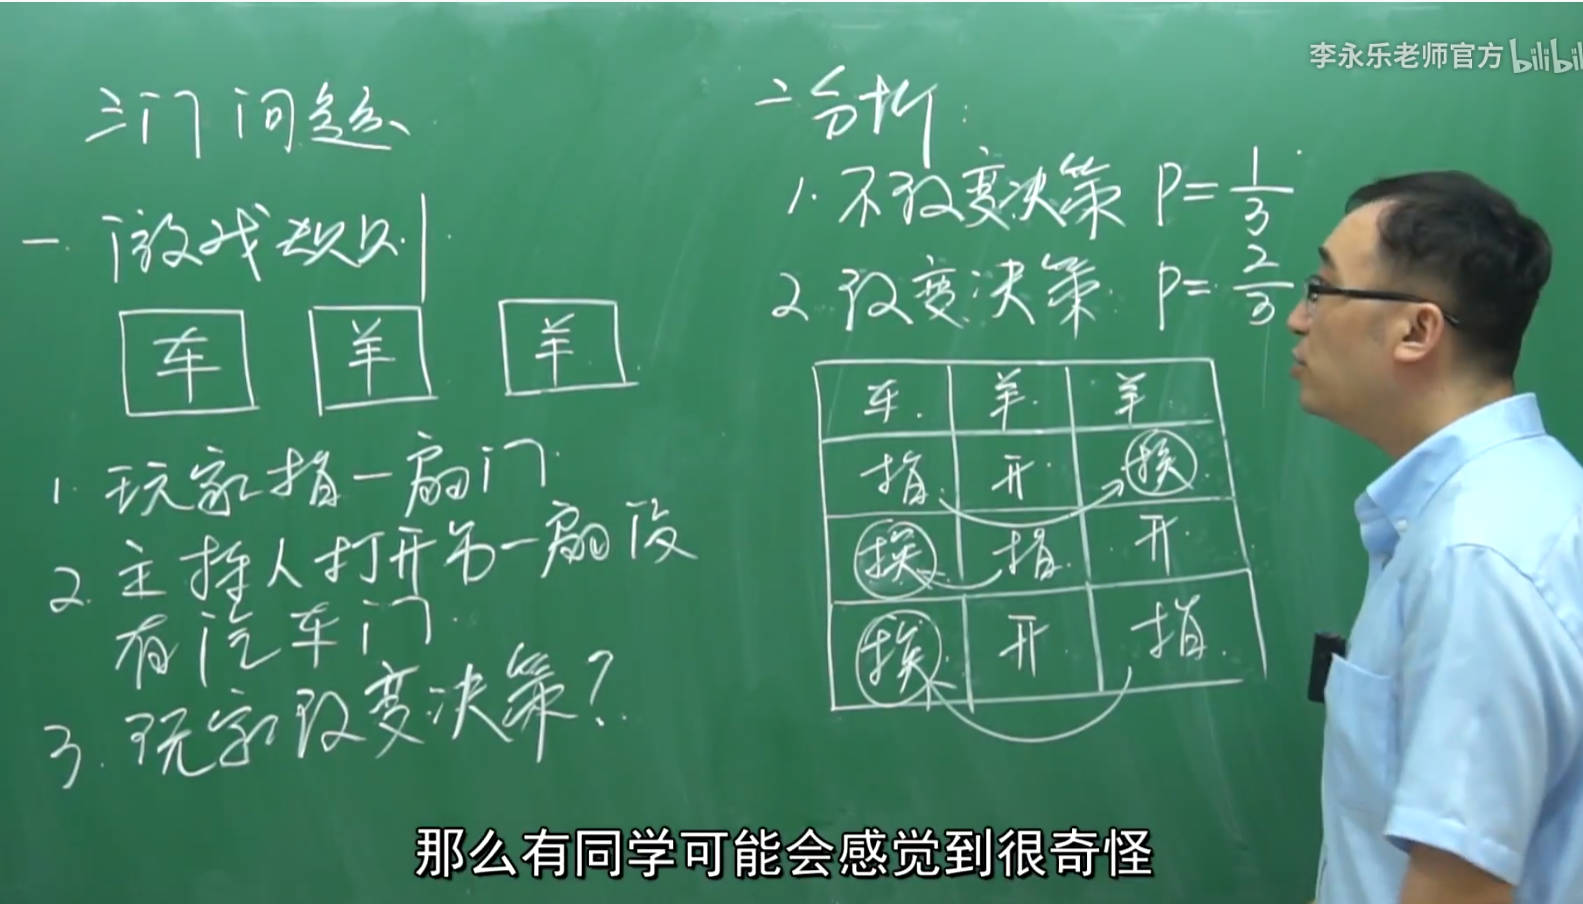 李永乐老师官方 bilibili
三门问题
一. 游戏规则
车 羊 羊
1. 玩家指一扇门
2. 主持人打开另一扇没
有汽车门.
3. 玩家改变决策?
二 分析:
1. 不改变决策 P=1/3
2. 改变决策 P=2/3
车 羊 羊
指 开 换
换 指 开
换 开 指
那么有同学可能会感觉到很奇怪